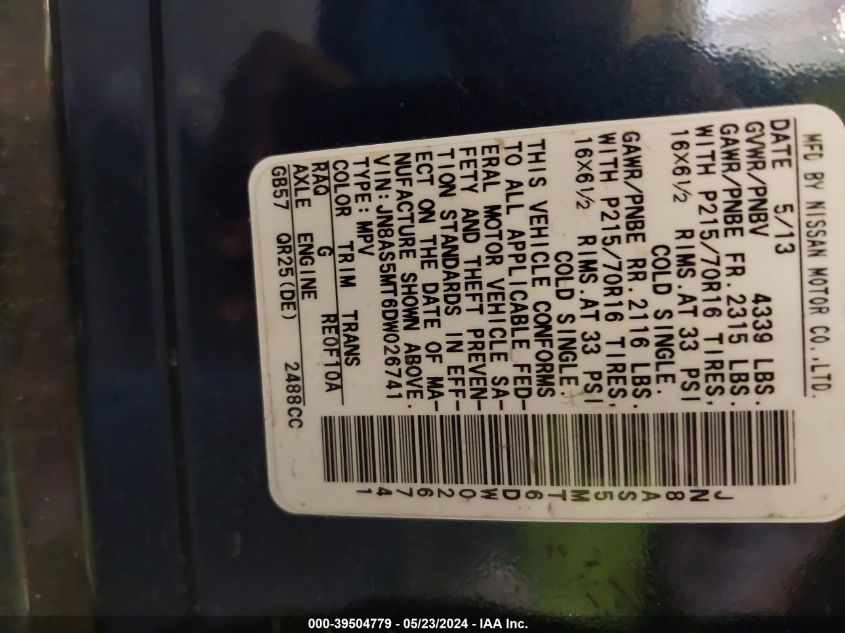 MFD BY NISSAN MOTOR CO.,LTD.
DATE 5/13
GVWR/PNBV 4339 LBS.
GAWR/PNBE FR. 2315 LBS.
WITH P215/70R16 TIRES,
16X6½ RIMS. AT 33 PSI
COLD SINGLE.
GAWR/PNBE RR. 2116 LBS.
WITH P215/70R16 TIRES,
16X6½ RIMS. AT 33 PSI
COLD SINGLE.
THIS VEHICLE CONFORMS
TO ALL APPLICABLE FED-
ERAL MOTOR VEHICLE SA-
FETY AND THEFT PREVEN-
TION STANDARDS IN EFF-
ECT ON THE DATE OF MA-
NUFACTURE SHOWN ABOVE.
VIN: JN8AS5MT6DW026741
TYPE: MPV
COLOR TRIM TRANS
RAQ G RE0F10A
AXLE ENGINE
GB57 QR25(DE) 2488CC
JN8AS5MT6DW026741
000-39504779 - 05/23/2024 - IAA Inc.